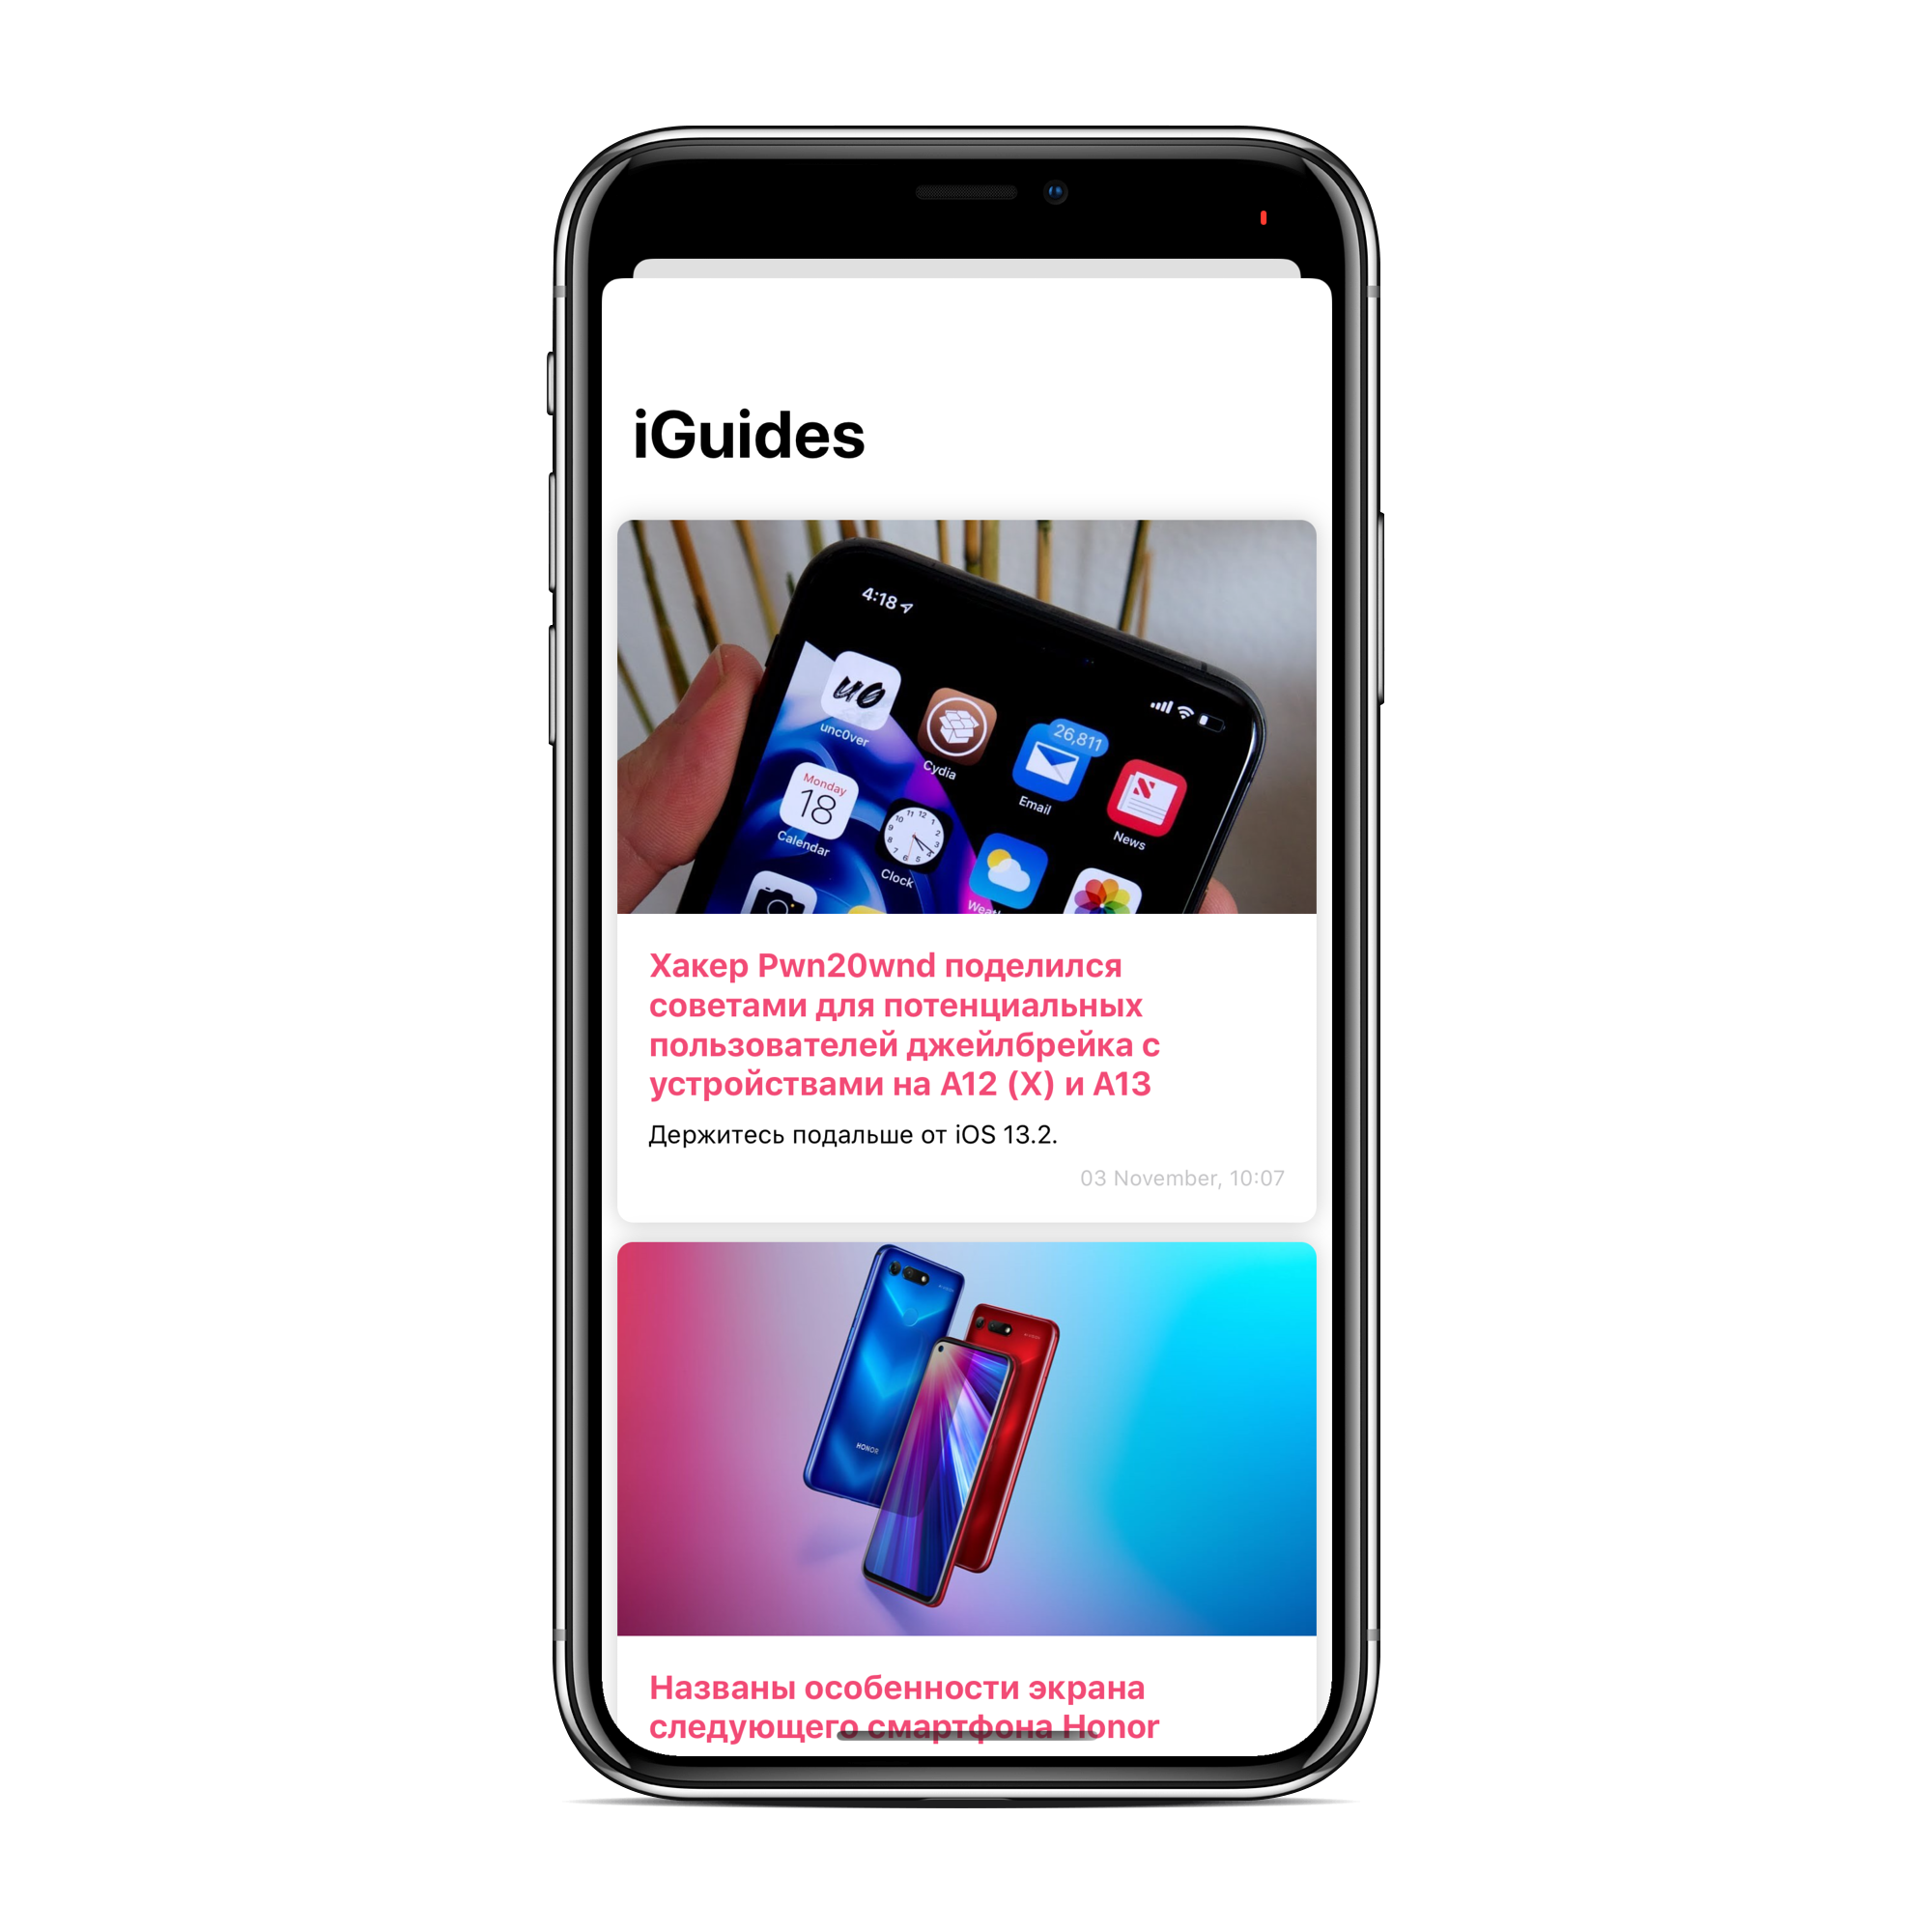 iGuides
4:18
unc0ver
Cydia
26,811
Email
News
Monday
18
Calendar
Clock
Хакер Pwn20wnd поделился
советами для потенциальных
пользователей джейлбрейка с
устройствами на A12 (X) и A13
Держитесь подальше от iOS 13.2.
03 November, 10:07
HONOR
Названы особенности экрана
следующего смартфона Honor